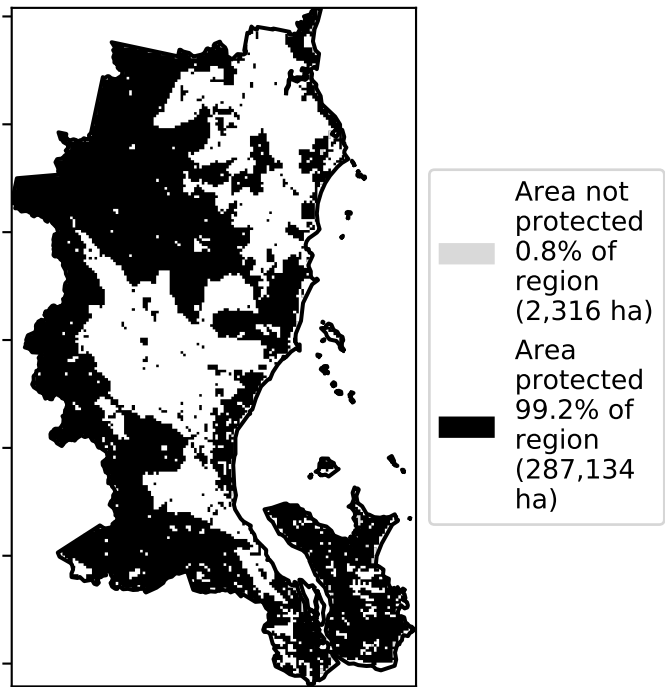 Area not
protected
0.8% of
region
(2,316 ha)
Area
protected
99.2% of
region
(287,134
ha)